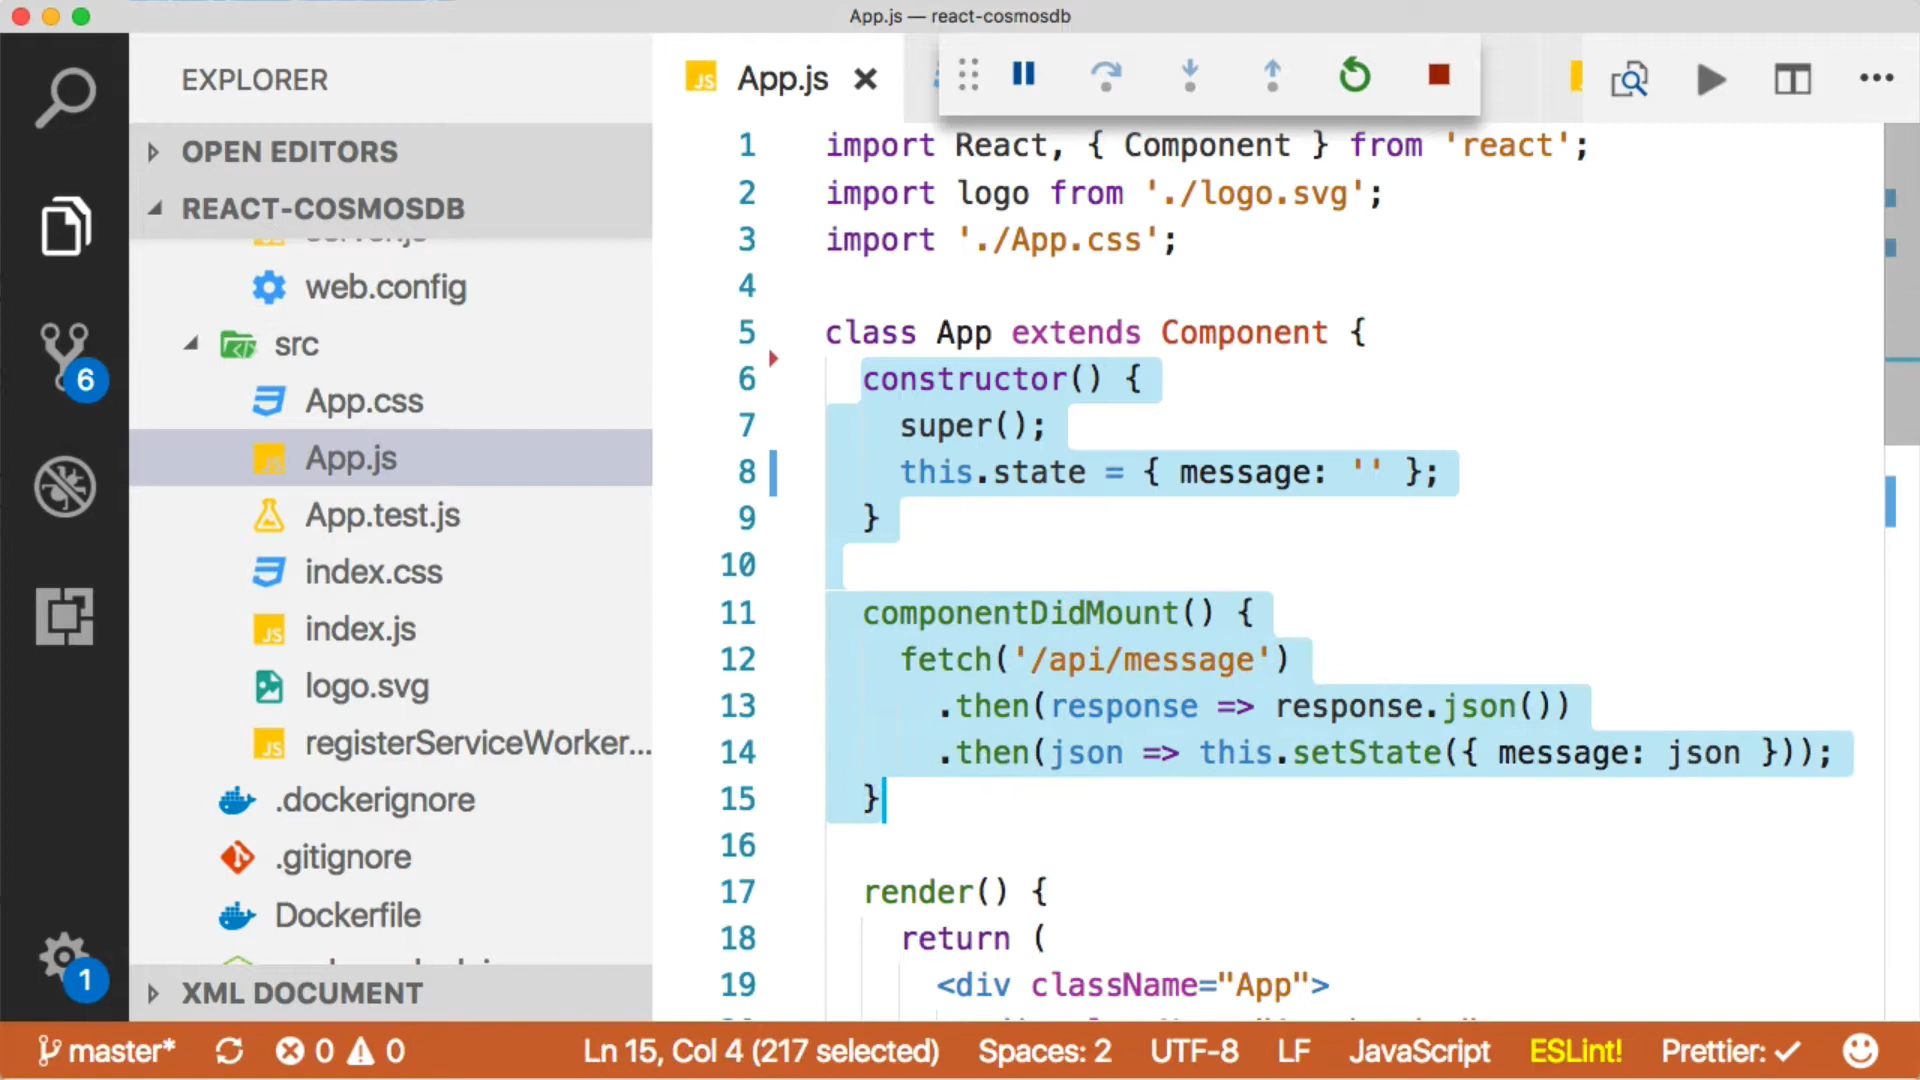 App.js — react-cosmosdb
EXPLORER
OPEN EDITORS
REACT-COSMOSDB
server.js
web.config
src
App.css
App.js
App.test.js
index.css
index.js
logo.svg
registerServiceWorker...
.dockerignore
.gitignore
Dockerfile
XML DOCUMENT
6
1
App.js
1 import React, { Component } from 'react';
2 import logo from './logo.svg';
3 import './App.css';
4
5 class App extends Component {
6 constructor() {
7 super();
8 this.state = { message: '' };
9 }
10
11 componentDidMount() {
12 fetch('/api/message')
13 .then(response => response.json())
14 .then(json => this.setState({ message: json }));
15 }
16
17 render() {
18 return (
19 <div className="App">
master* 0 0 Ln 15, Col 4 (217 selected) Spaces: 2 UTF-8 LF JavaScript ESLint! Prettier: ✓